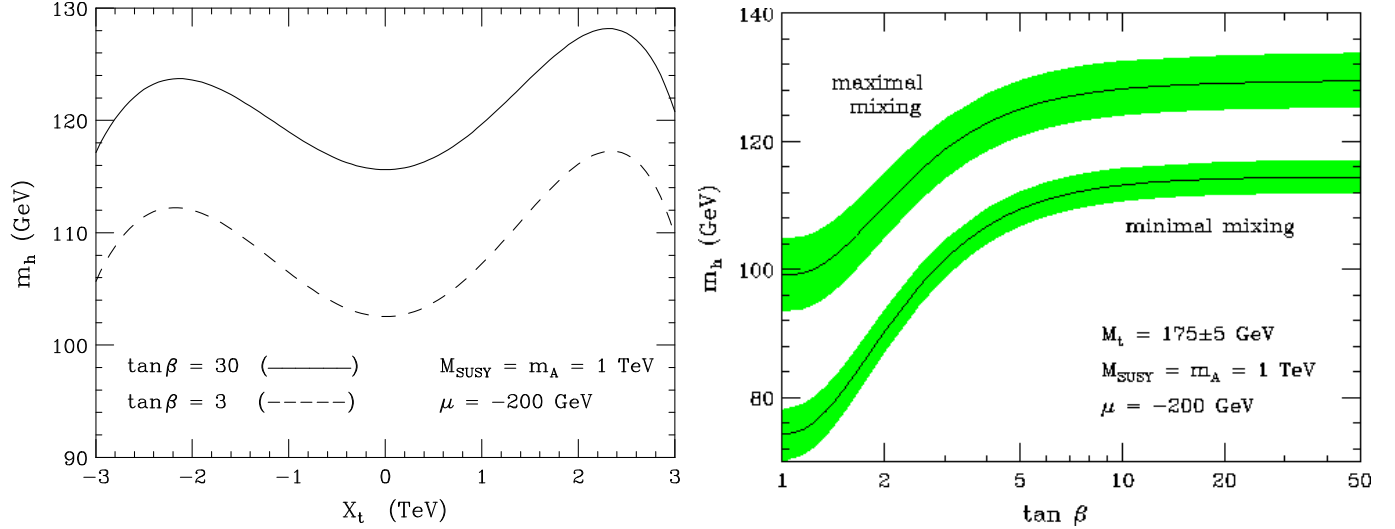 130
120
110
100
90
m_h (GeV)
tan β = 30 (———) M_SUSY = m_A = 1 TeV
tan β = 3 (-----) μ = −200 GeV
−3 −2 −1 0 1 2 3
X_t (TeV)
140
120
100
80
m_h (GeV)
maximal
mixing
minimal mixing
M_t = 175±5 GeV
M_SUSY = m_A = 1 TeV
μ = −200 GeV
1 2 5 10 20 50
tan β